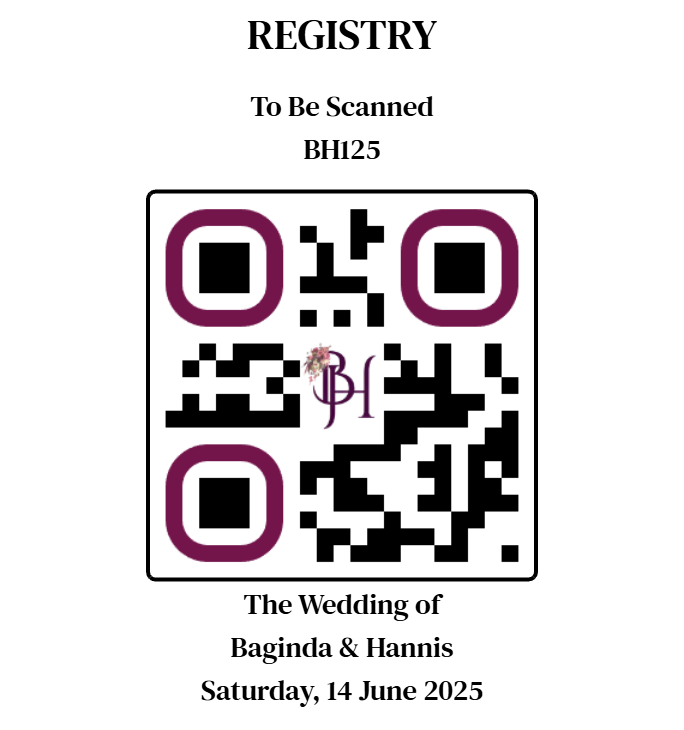 REGISTRY
To Be Scanned
BH125
BH
The Wedding of
Baginda & Hannis
Saturday, 14 June 2025